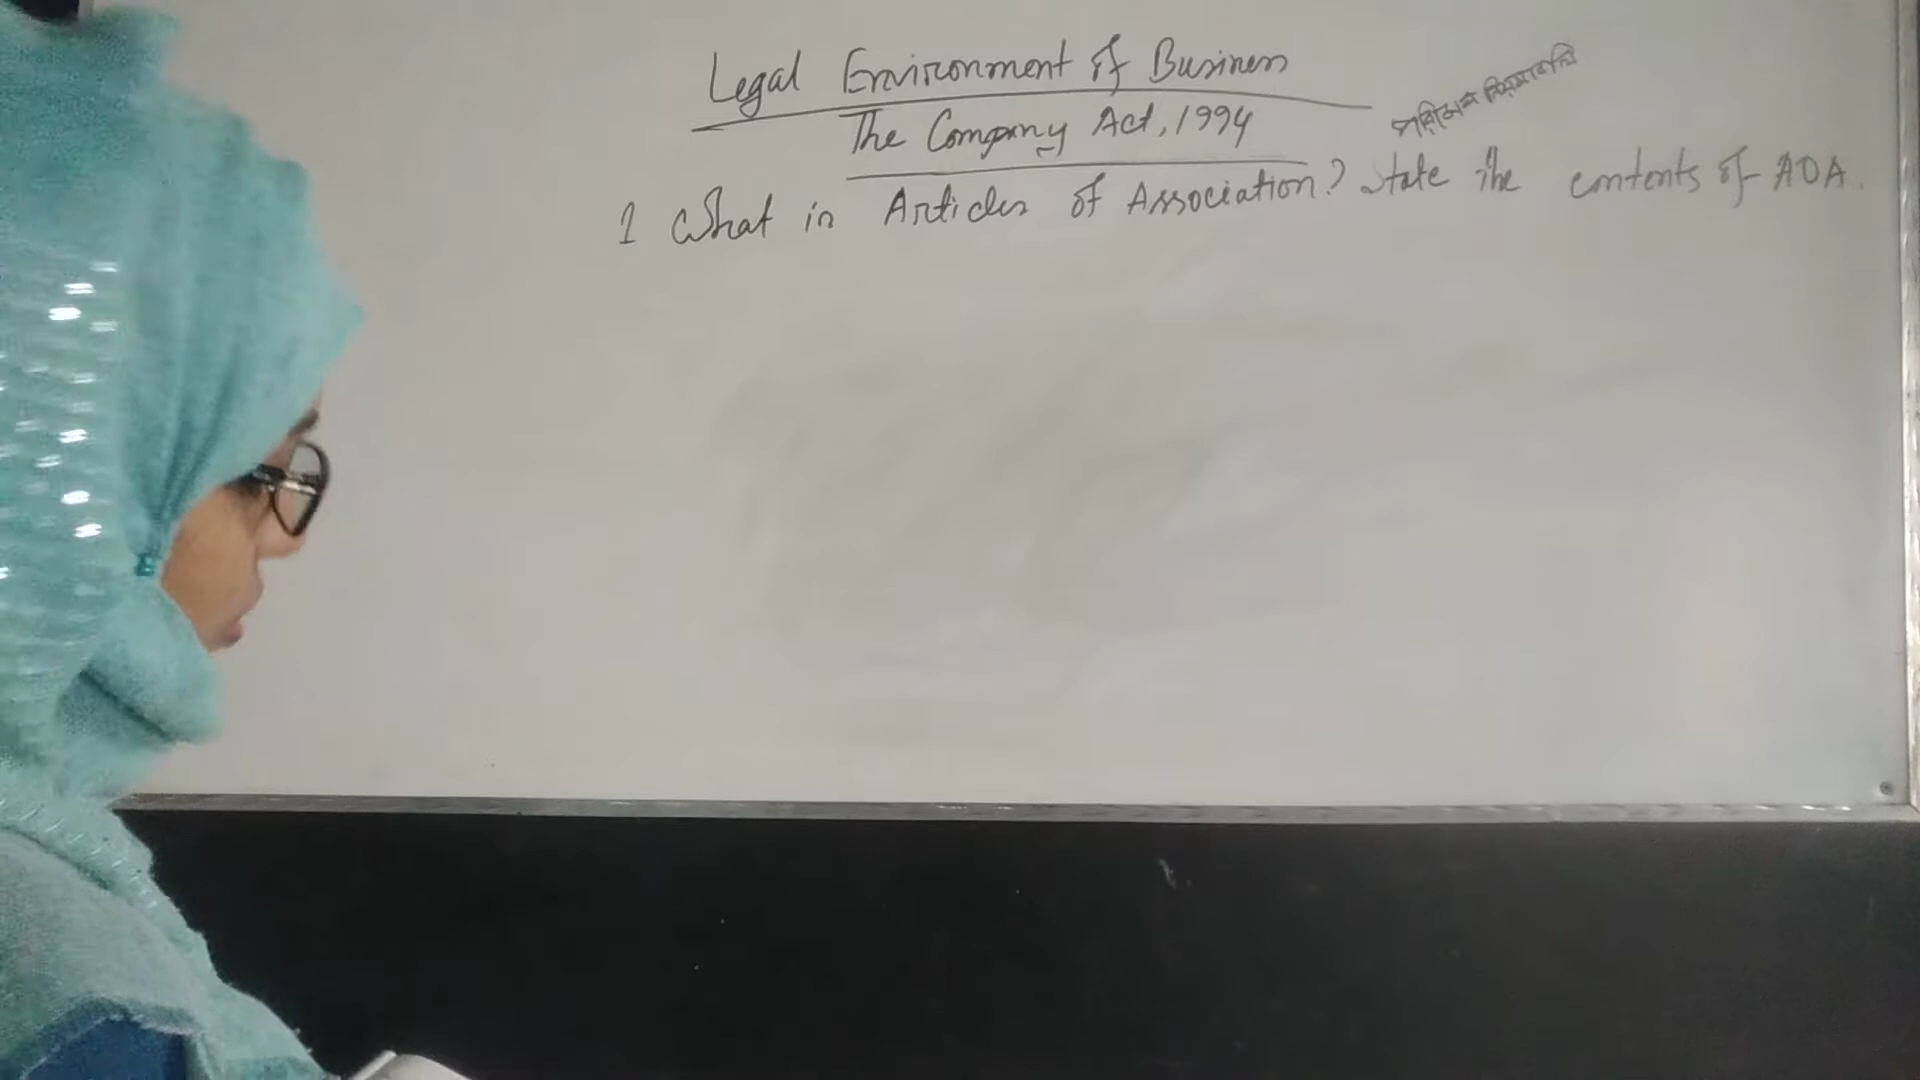 Legal Environment of Business
The Company Act, 1994
পরিমেল নিয়মাবলি
1 What is Articles of Association? State the contents of AOA.